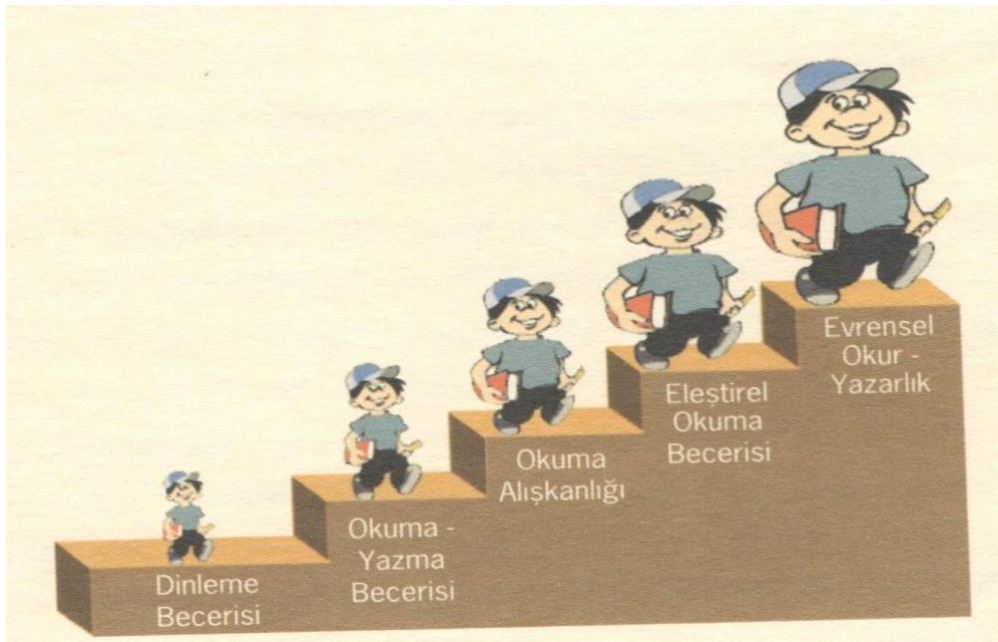 Dinleme
Becerisi
Okuma -
Yazma
Becerisi
Okuma
Alışkanlığı
Eleştirel
Okuma
Becerisi
Evrensel
Okur -
Yazarlık